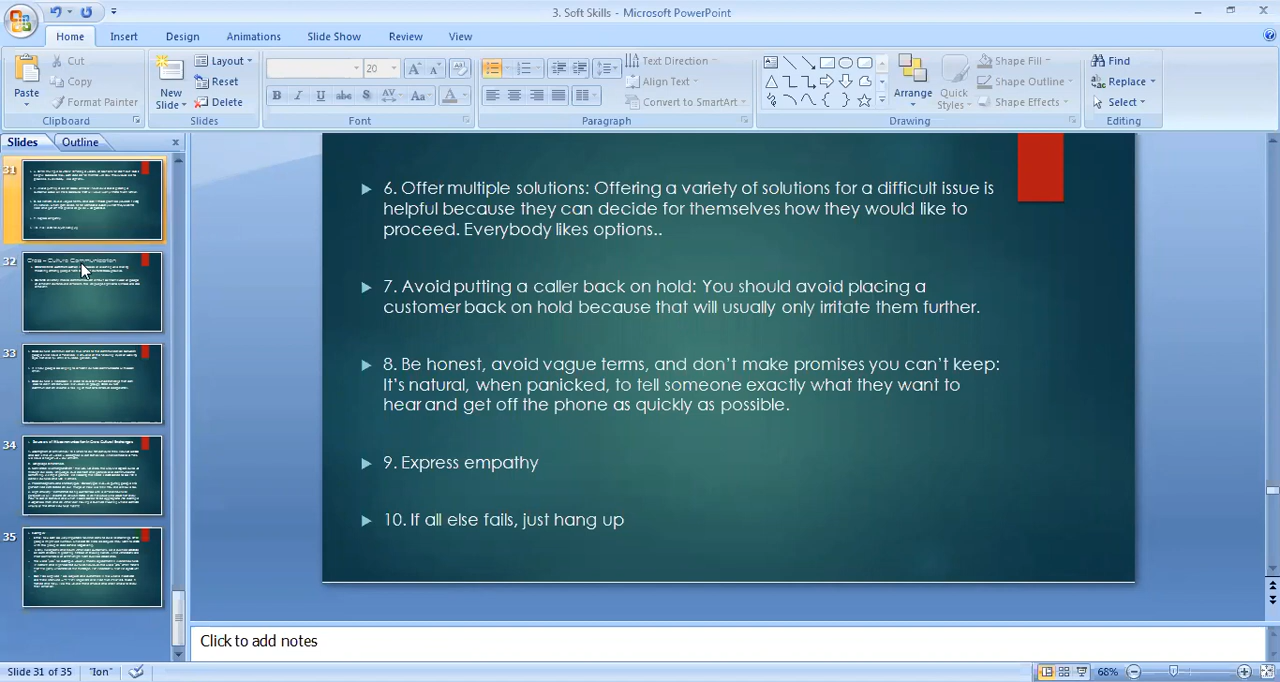 3. Soft Skills - Microsoft PowerPoint
Home Insert Design Animations Slide Show Review View
Cut
Copy
Format Painter
Paste
Clipboard
New
Slide
Layout
Reset
Delete
Slides
20
B I U abe S AV Aa A
Font
Text Direction
Align Text
Convert to SmartArt
Paragraph
Arrange
Quick
Styles
Shape Fill
Shape Outline
Shape Effects
Drawing
Find
Replace
Select
Editing
Slides Outline
31
32
Cross – Culture Communication
33
34
35
6. Offer multiple solutions: Offering a variety of solutions for a difficult issue is
helpful because they can decide for themselves how they would like to
proceed. Everybody likes options..
7. Avoid putting a caller back on hold: You should avoid placing a
customer back on hold because that will usually only irritate them further.
8. Be honest, avoid vague terms, and don't make promises you can't keep:
It's natural, when panicked, to tell someone exactly what they want to
hear and get off the phone as quickly as possible.
9. Express empathy
10. If all else fails, just hang up
Click to add notes
Slide 31 of 35 "Ion" 68%